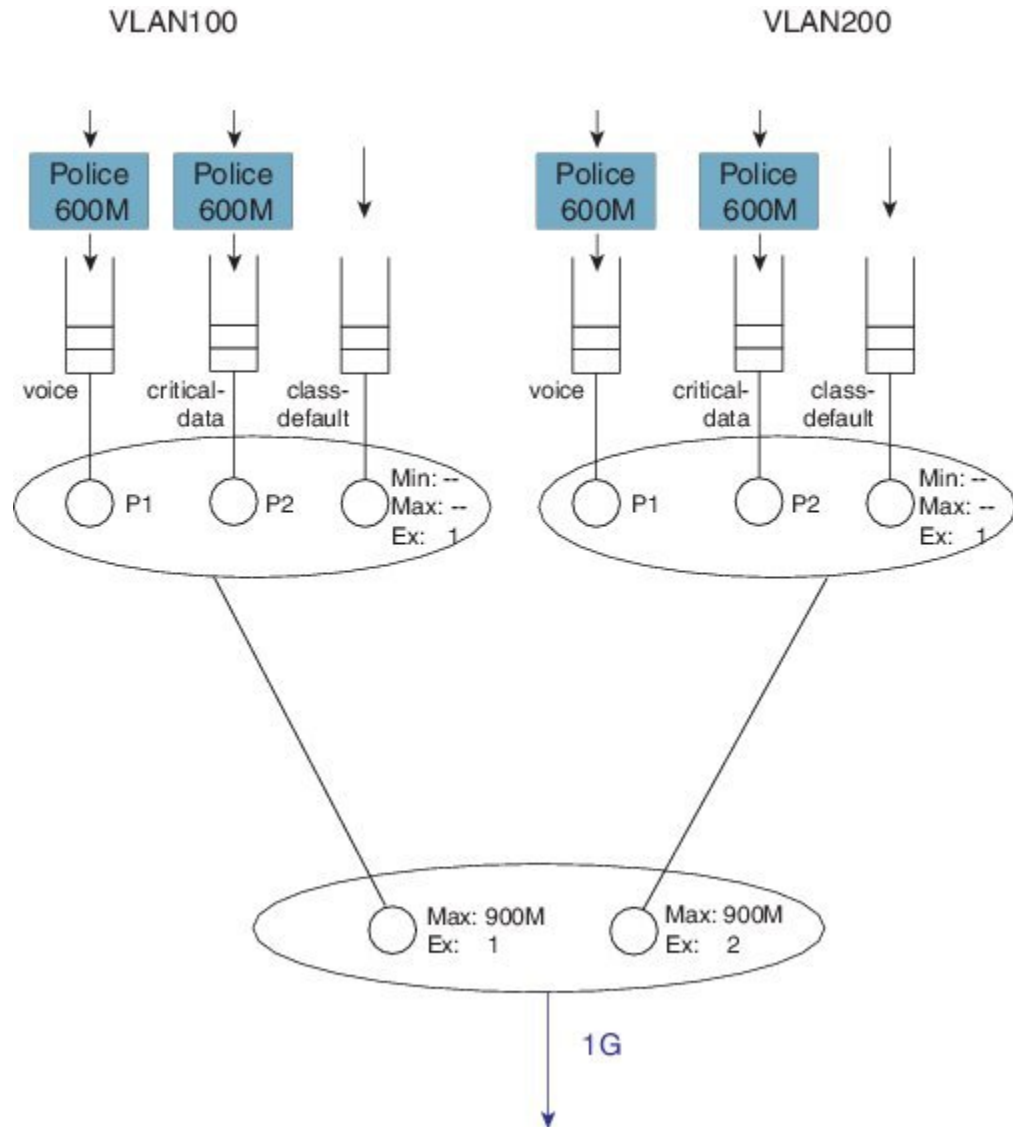 VLAN100
VLAN200
Police
600M
Police
600M
Police
600M
Police
600M
voice
critical-
data
class-
default
voice
critical-
data
class-
default
P1
P2
Min: --
Max: --
Ex: 1
P1
P2
Min: --
Max: --
Ex: 1
Max: 900M
Ex: 1
Max: 900M
Ex: 2
1G